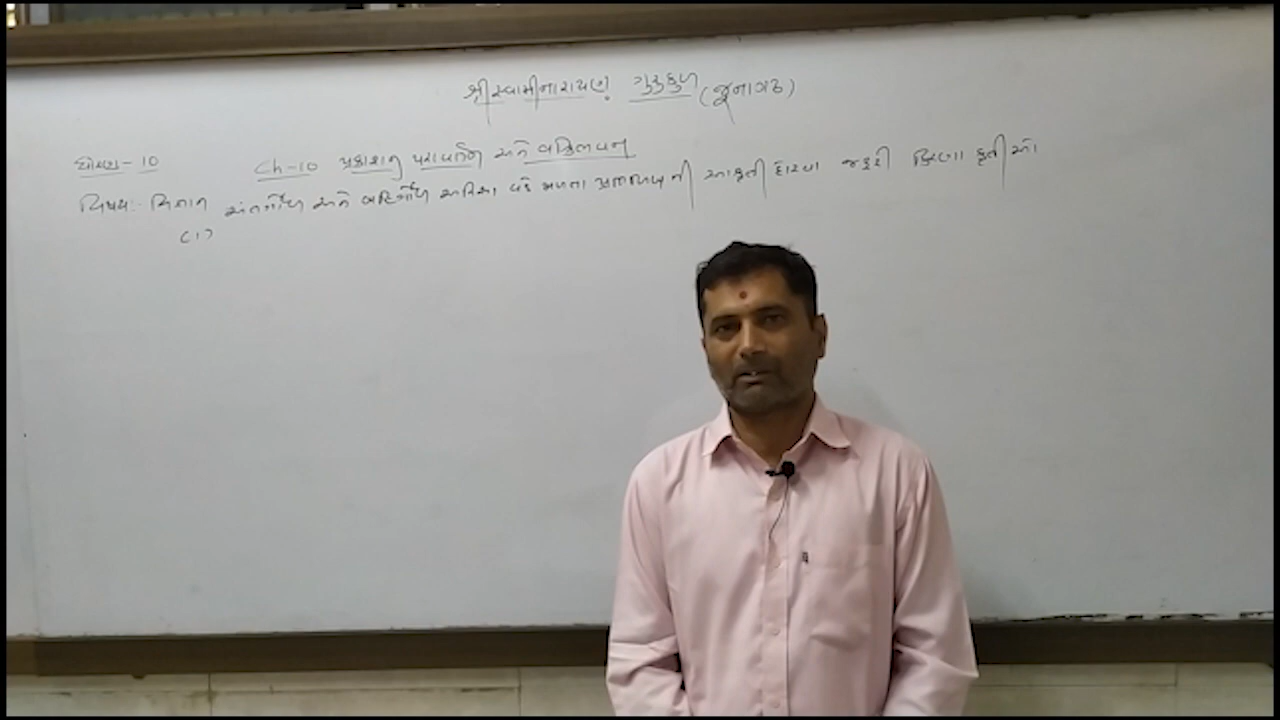 શ્રી સ્વામીનારાયણ ગુરુકુળ (જૂનાગઢ)
ધોરણ-10 Ch-10 પ્રકાશનું પરાવર્તન અને વક્રીભવન
વિષય:- વિજ્ઞાન અંતર્ગોળ અને બહિર્ગોળ અરિસા વડે મળતા પ્રતિબિંબની આકૃતી દોરવા જરૂરી કિરણાકૃતીઓ
(1)